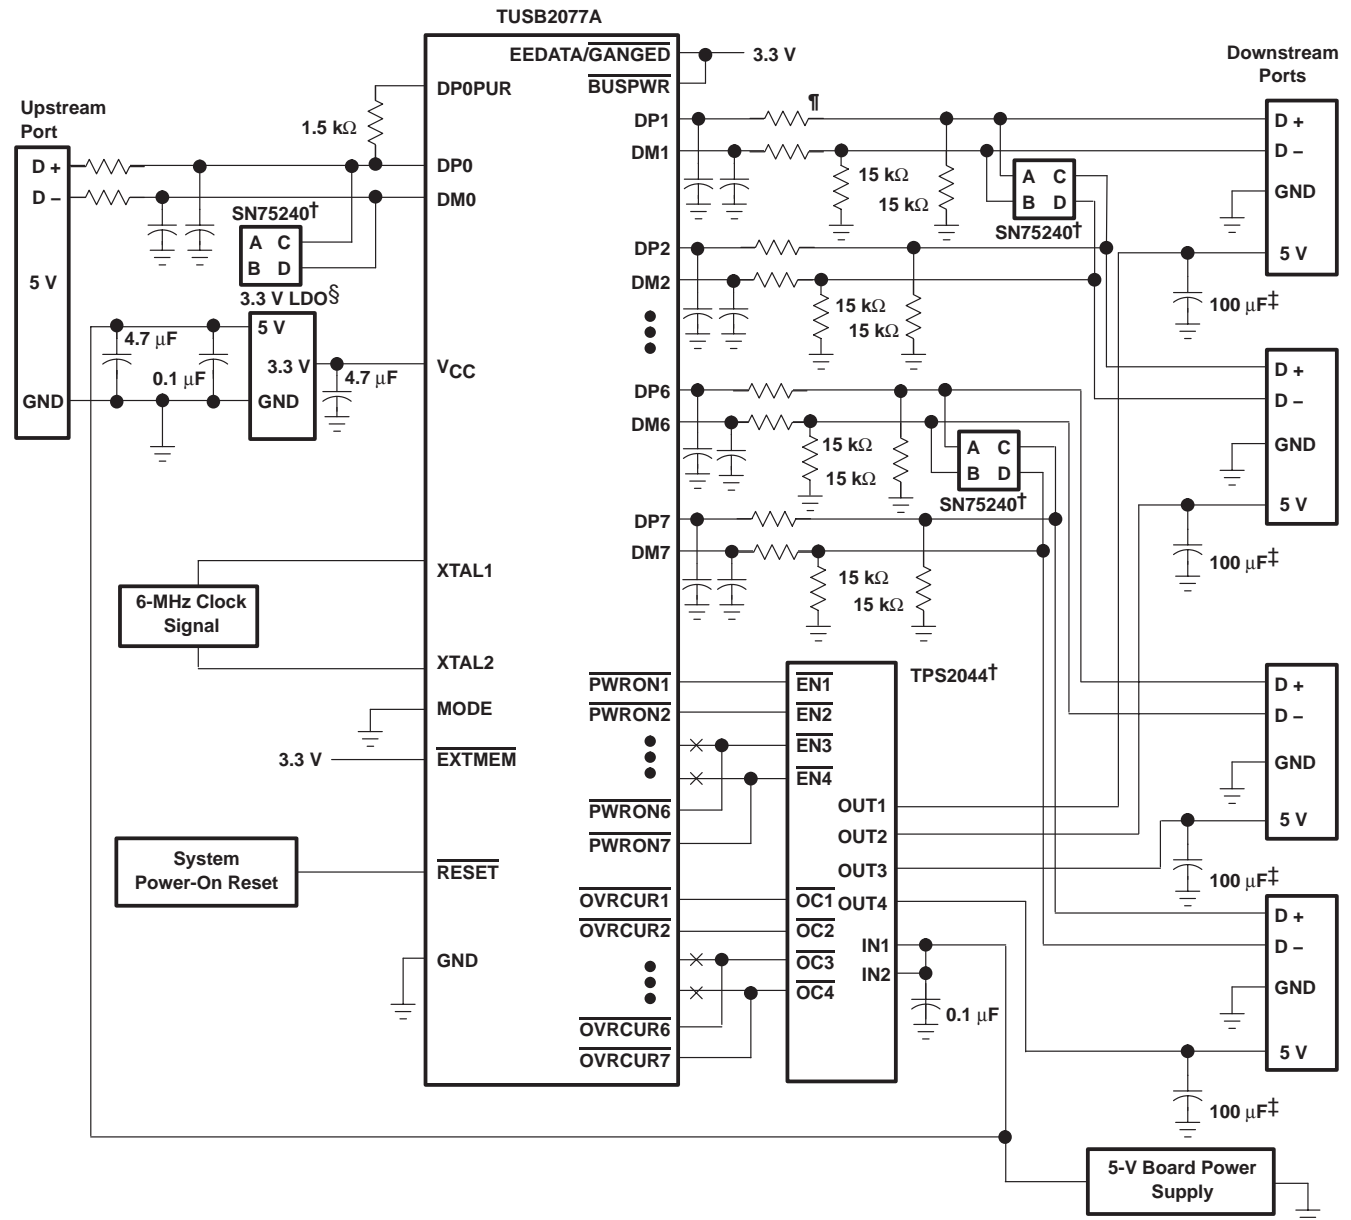 TUSB2077A
Upstream
Port
D +
D –
5 V
GND
1.5 kΩ
SN75240†
A C
B D
3.3 V LDO§
5 V
3.3 V
GND
4.7 μF
0.1 μF
4.7 μF
6-MHz Clock
Signal
3.3 V
System
Power-On Reset
DP0PUR
DP0
DM0
VCC
XTAL1
XTAL2
MODE
EXTMEM
RESET
GND
EEDATA/GANGED
BUSPWR
3.3 V
DP1
DM1
DP2
DM2
DP6
DM6
DP7
DM7
PWRON1
PWRON2
PWRON6
PWRON7
OVRCUR1
OVRCUR2
OVRCUR6
OVRCUR7
¶
15 kΩ
15 kΩ
A C
B D
SN75240†
15 kΩ
15 kΩ
15 kΩ
15 kΩ
A C
B D
SN75240†
15 kΩ
15 kΩ
TPS2044†
EN1
EN2
EN3
EN4
OUT1
OUT2
OUT3
OC1 OUT4
OC2
IN1
OC3
IN2
OC4
0.1 μF
Downstream
Ports
D +
D –
GND
5 V
100 μF‡
D +
D –
GND
5 V
100 μF‡
D +
D –
GND
5 V
100 μF‡
D +
D –
GND
5 V
100 μF‡
5-V Board Power
Supply